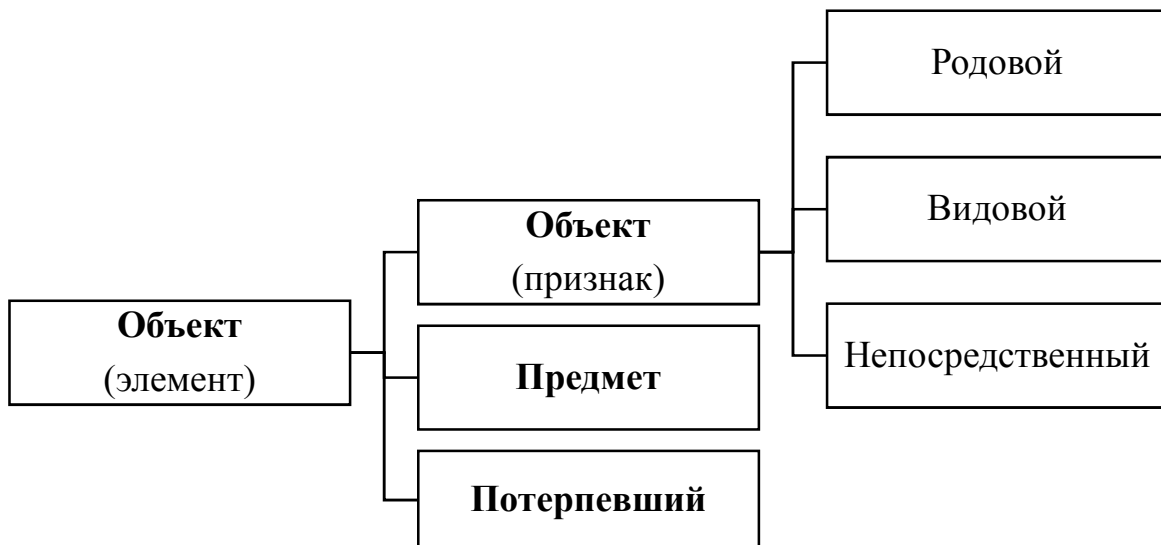 Объект
(элемент)
Объект
(признак)
Предмет
Потерпевший
Родовой
Видовой
Непосредственный